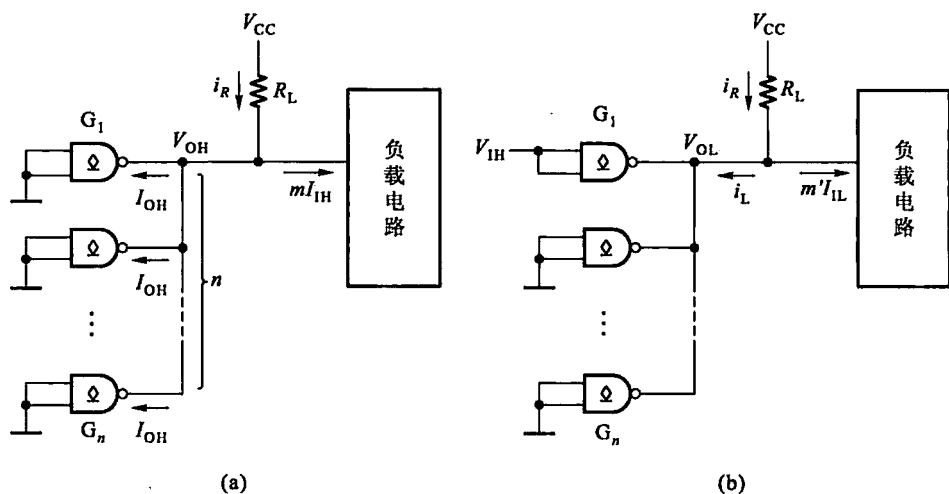 V_CC
i_R
R_L
G_1
V_OH
I_OH
mI_IH
负载电路
I_OH
n
⋮
G_n
I_OH
(a)
V_CC
i_R
R_L
G_1
V_IH
V_OL
i_L
m'I_IL
负载电路
⋮
G_n
(b)